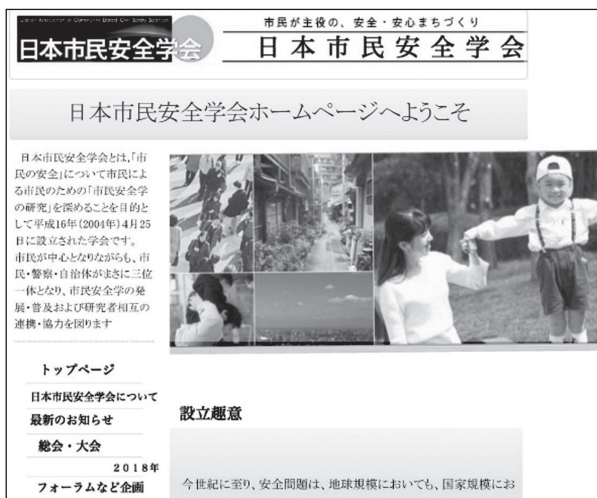 Japan Association of Community Based Civil Safety Sciences
日本市民安全学会
市民が主役の、安全・安心まちづくり
日本市民安全学会
日本市民安全学会ホームページへようこそ
日本市民安全学会とは、「市
民の安全」について市民によ
る市民のための「市民安全学
の研究」を深めることを目的と
して平成16年(2004年)4月25
日に設立された学会です。
市民が中心となりながらも、市
民・警察・自治体がまさに三位
一体となり、市民安全学の発
展・普及および研究者相互の
連携・協力を図ります
トップページ
日本市民安全学会について
最新のお知らせ
総会・大会
2018年
フォーラムなど企画
設立趣意
今世紀に至り、安全問題は、地球規模においても、国家規模にお